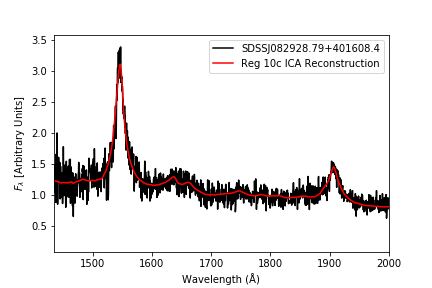 3.5
3.0
2.5
2.0
1.5
1.0
0.5
F_λ [Arbitrary Units]
SDSSJ082928.79+401608.4
Reg 10c ICA Reconstruction
1500 1600 1700 1800 1900 2000
Wavelength (Å)